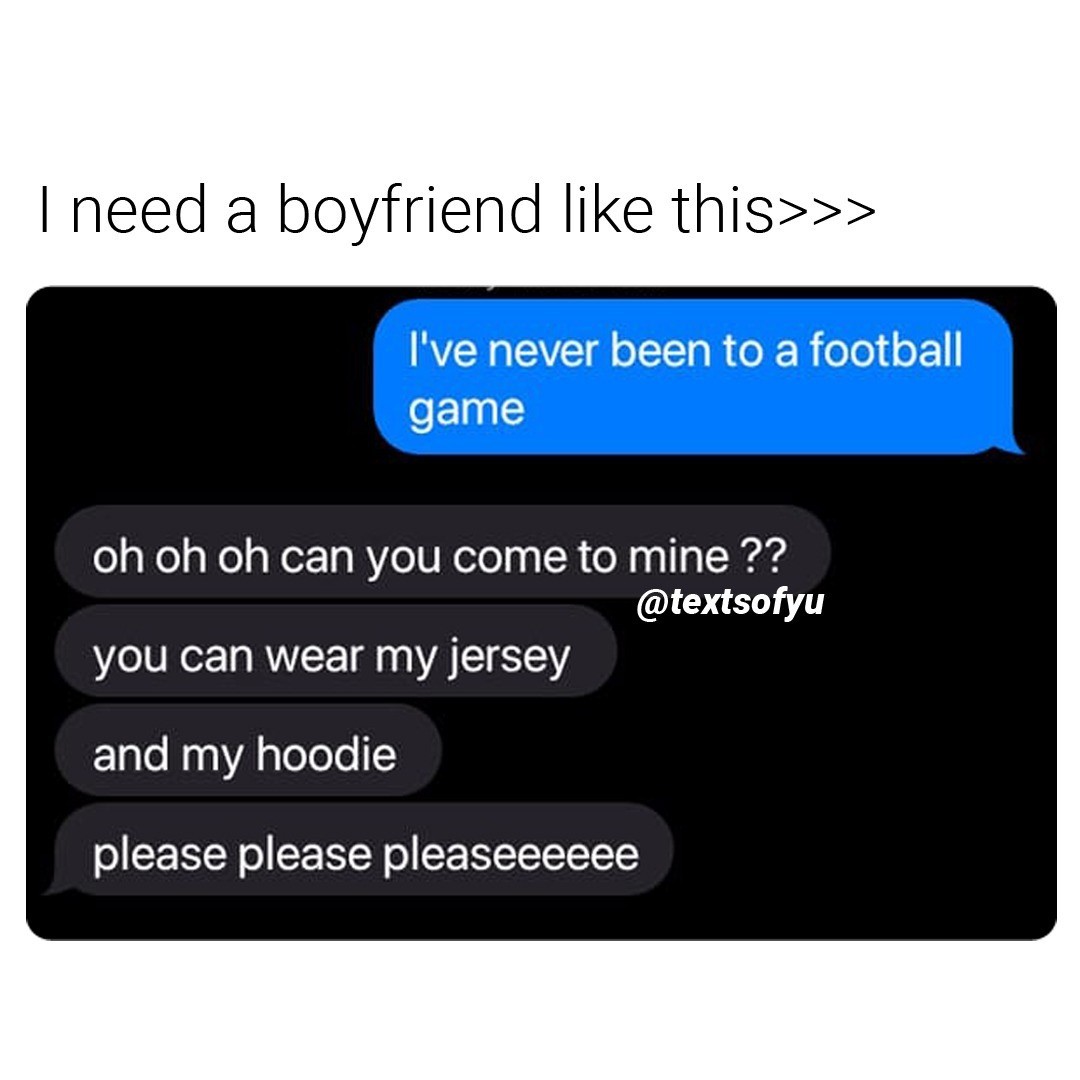 I need a boyfriend like this>>>
I've never been to a football
game
oh oh oh can you come to mine ??
@textsofyu
you can wear my jersey
and my hoodie
please please pleaseeeeee